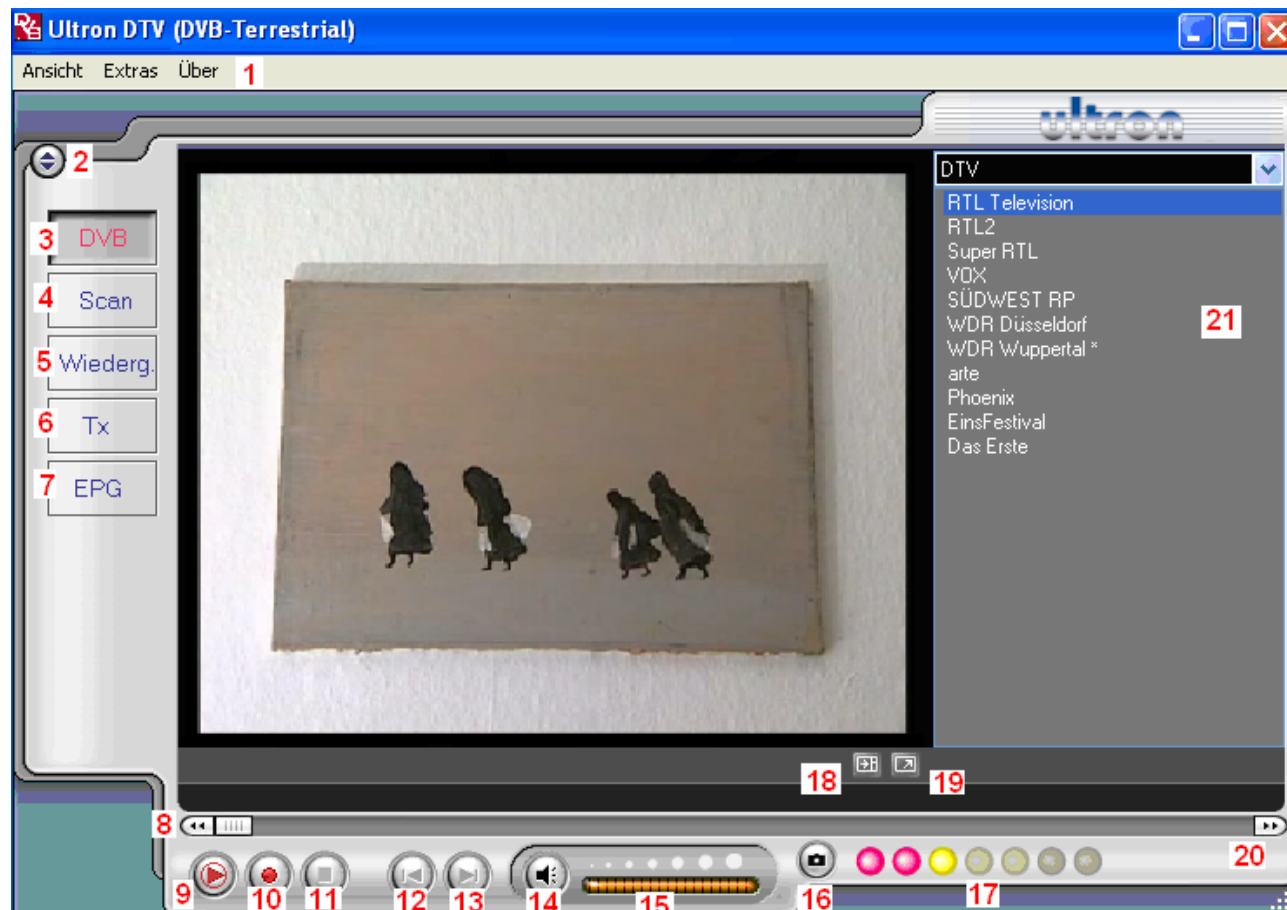 Ultron DTV (DVB-Terrestrial)
Ansicht Extras Über 1
ultron
2
DTV
3 DVB
4 Scan
5 Wiederg.
6 Tx
7 EPG
RTL Television
RTL2
Super RTL
VOX
SÜDWEST RP
WDR Düsseldorf
WDR Wuppertal *
arte
Phoenix
EinsFestival
Das Erste
21
18 19
8
20
9 10 11 12 13 14 15 16 17